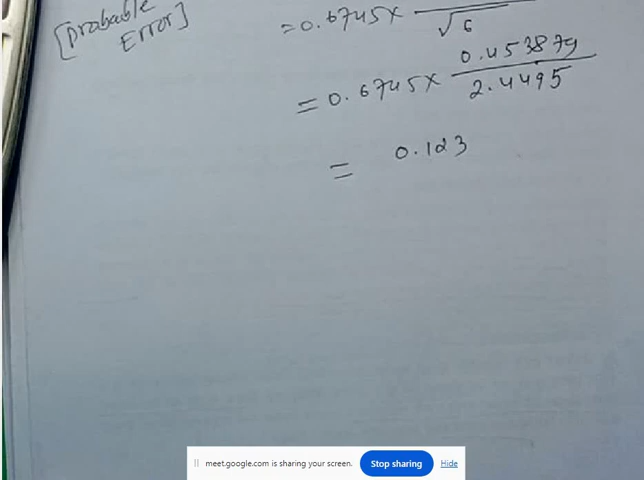 [Probable = 0.6745 ×
Error] √6
= 0.6745 × 0.453879 / 2.4495
= 0.123
meet.google.com is sharing your screen. Stop sharing Hide